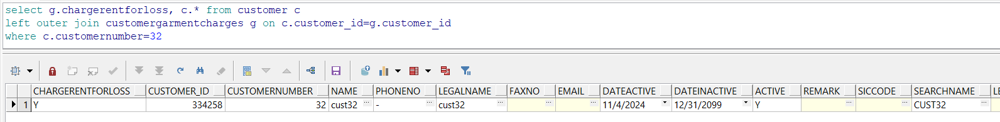 select g.chargerentforloss, c.* from customer c
left outer join customergarmentcharges g on c.customer_id=g.customer_id
where c.customernumber=32
CHARGERENTFORLOSS CUSTOMER_ID CUSTOMERNUMBER NAME PHONENO LEGALNAME FAXNO EMAIL DATEACTIVE DATEINACTIVE ACTIVE REMARK SICCODE SEARCHNAME LE
1 Y 334258 32 cust32 ... - ... cust32 ... ... ... 11/4/2024 12/31/2099 Y ... ... CUST32 ...